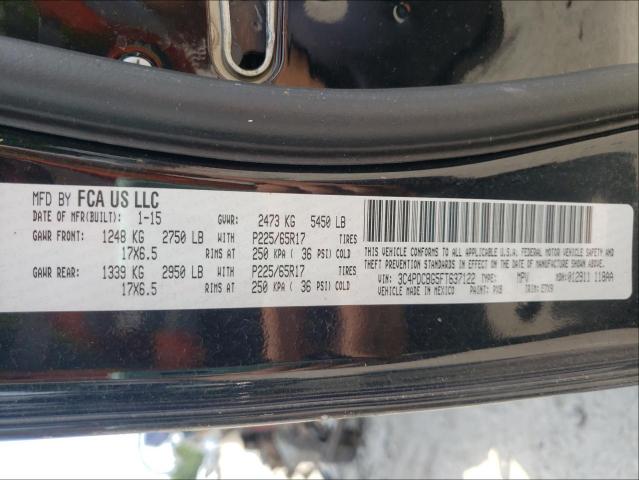 MFD BY FCA US LLC
DATE OF MFR(BUILT): 1-15 GVWR: 2473 KG 5450 LB
GAWR FRONT: 1248 KG 2750 LB WITH P225/65R17 TIRES
17X6.5 RIMS AT 250 KPA ( 36 PSI) COLD
GAWR REAR: 1339 KG 2950 LB WITH P225/65R17 TIRES
17X6.5 RIMS AT 250 KPA ( 36 PSI) COLD
THIS VEHICLE CONFORMS TO ALL APPLICABLE U.S.A. FEDERAL MOTOR VEHICLE SAFETY AND
THEFT PREVENTION STANDARDS IN EFFECT ON THE DATE OF MANUFACTURE SHOWN ABOVE.
VIN: 3C4PDCBG5FT637122 TYPE: MPV MDH:012911 118AA
VEHICLE MADE IN MEXICO PAINT: PX8 TRIM: